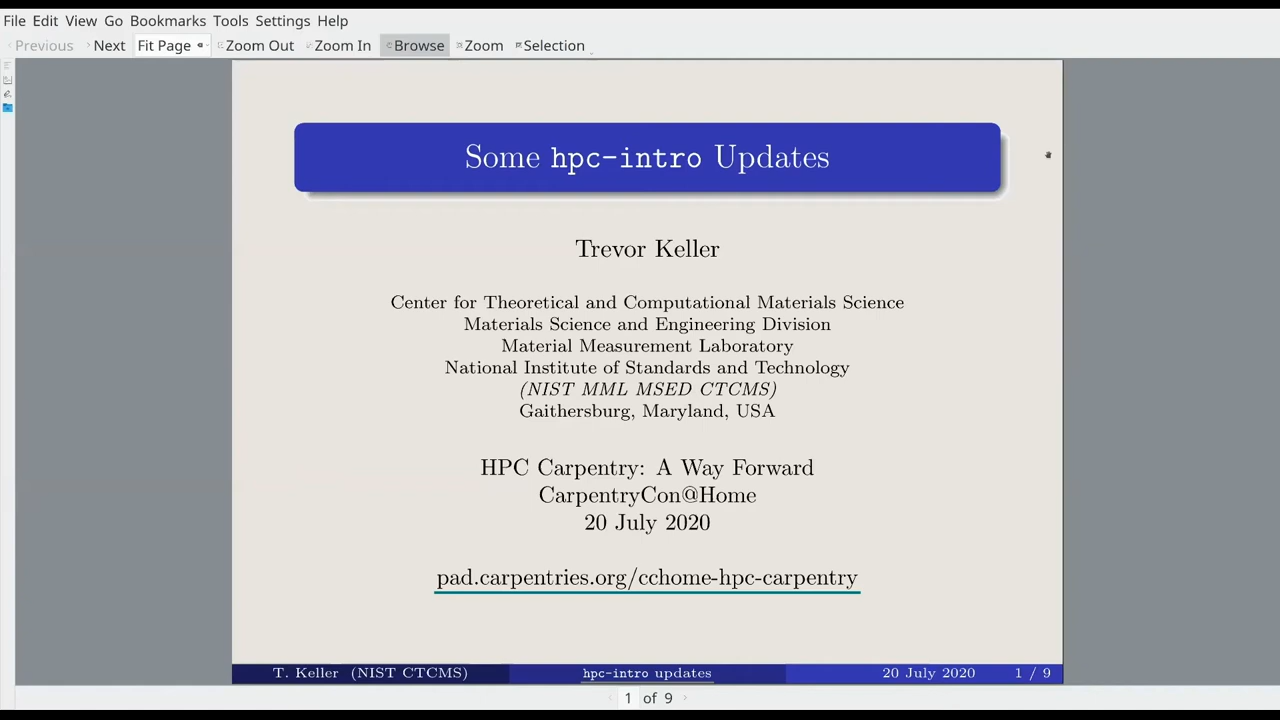 File Edit View Go Bookmarks Tools Settings Help
Previous Next Fit Page Zoom Out Zoom In Browse Zoom Selection
Some hpc-intro Updates
Trevor Keller
Center for Theoretical and Computational Materials Science
Materials Science and Engineering Division
Material Measurement Laboratory
National Institute of Standards and Technology
(NIST MML MSED CTCMS)
Gaithersburg, Maryland, USA
HPC Carpentry: A Way Forward
CarpentryCon@Home
20 July 2020
pad.carpentries.org/cchome-hpc-carpentry
T. Keller (NIST CTCMS) hpc-intro updates 20 July 2020 1 / 9
1 of 9